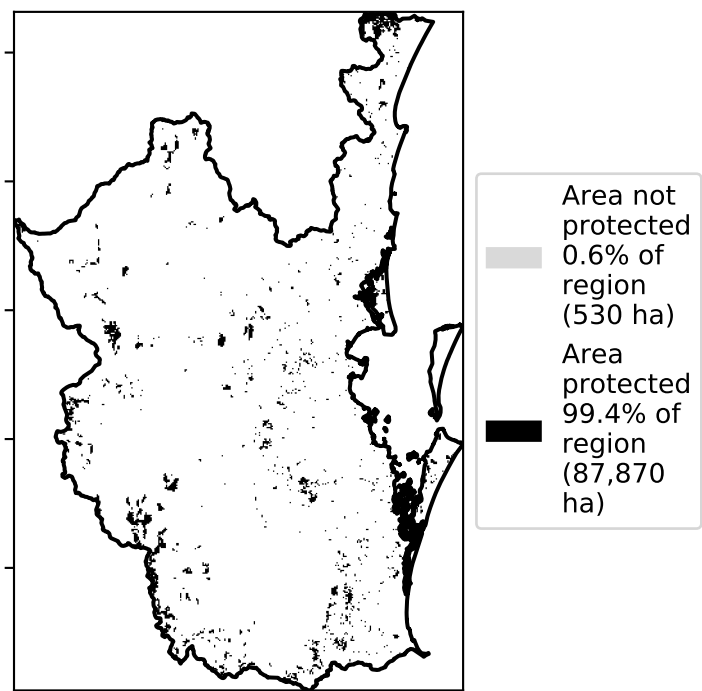 Area not
protected
0.6% of
region
(530 ha)
Area
protected
99.4% of
region
(87,870
ha)